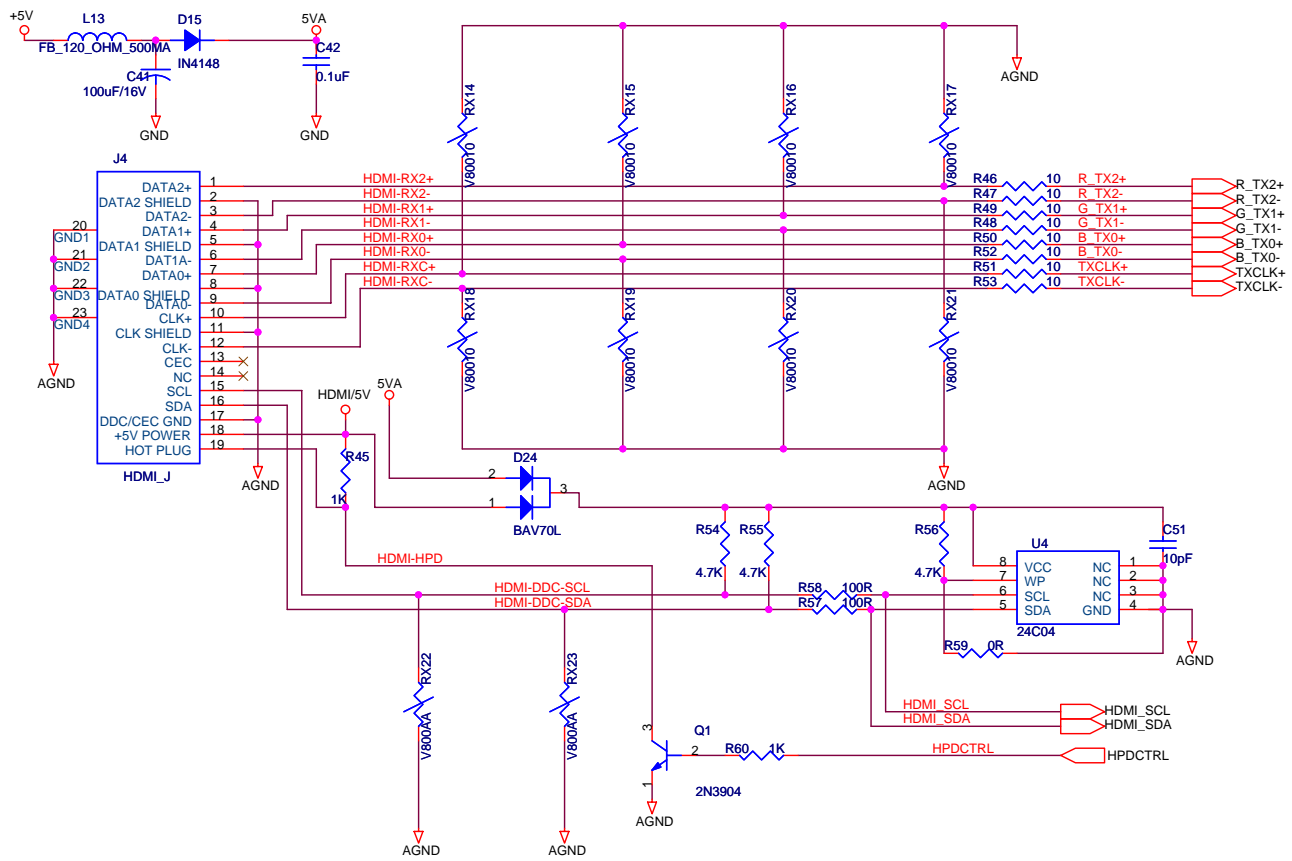 +5V
L13
D15
5VA
FB_120_OHM_500MA
C42
IN4148
0.1uF
C41
100uF/16V
GND
GND
AGND
RX14
V80010
RX15
V80010
RX16
V80010
RX17
V80010
J4
DATA2+ 1
DATA2 SHIELD 2
DATA2- 3
DATA1+ 4
DATA1 SHIELD 5
DAT1A- 6
DATA0+ 7
DATA0 SHIELD 8
DATA0- 9
CLK+ 10
CLK SHIELD 11
CLK- 12
CEC 13
NC 14
SCL 15
SDA 16
DDC/CEC GND 17
+5V POWER 18
HOT PLUG 19
20 GND1
21 GND2
22 GND3
23 GND4
AGND
HDMI_J
AGND
HDMI-RX2+ R46 10 R_TX2+ R_TX2+
HDMI-RX2- R47 10 R_TX2- R_TX2-
HDMI-RX1+ R49 10 G_TX1+ G_TX1+
HDMI-RX1- R48 10 G_TX1- G_TX1-
HDMI-RX0+ R50 10 B_TX0+ B_TX0+
HDMI-RX0- R52 10 B_TX0- B_TX0-
HDMI-RXC+ R51 10 TXCLK+ TXCLK+
HDMI-RXC- R53 10 TXCLK- TXCLK-
RX18
V80010
RX19
V80010
RX20
V80010
RX21
V80010
AGND
HDMI/5V
5VA
R45
1K
D24
2
1
3
BAV70L
HDMI-HPD
HDMI-DDC-SCL
HDMI-DDC-SDA
R54
4.7K
R55
4.7K
R56
4.7K
R58 100R
R57 100R
C51
10pF
U4
8 VCC NC 1
7 WP NC 2
6 SCL NC 3
5 SDA GND 4
24C04
R59 0R
AGND
RX22
V800AA
RX23
V800AA
HDMI_SCL HDMI_SCL
HDMI_SDA HDMI_SDA
Q1
3
2
1
2N3904
R60 1K
HPDCTRL HPDCTRL
AGND
AGND
AGND